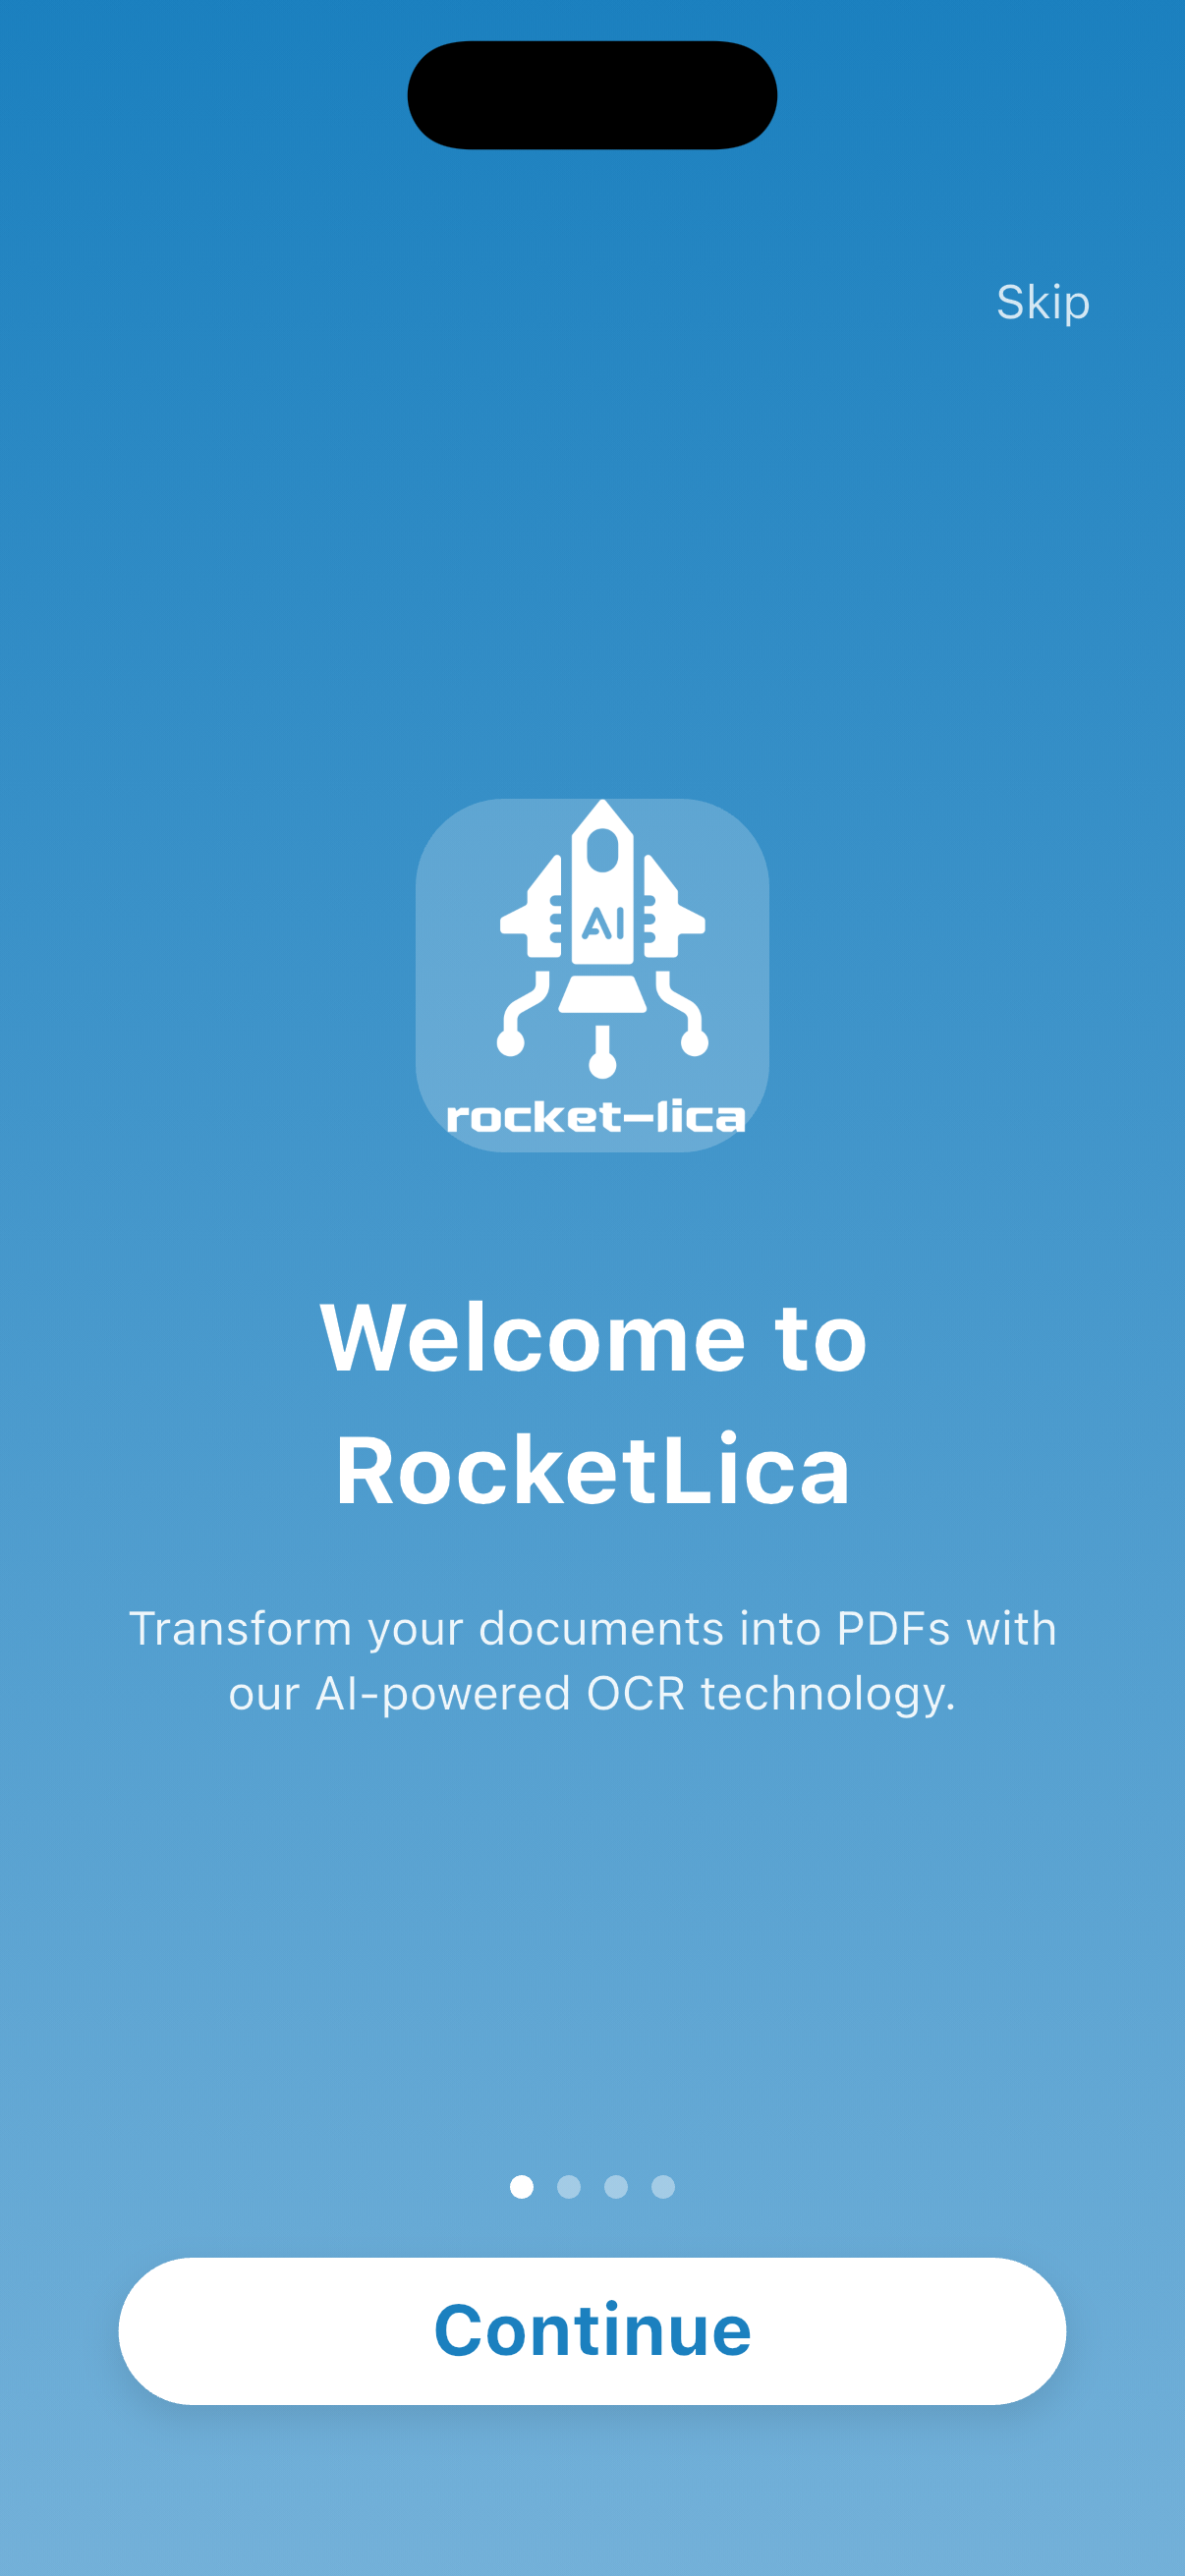 Skip
AI
rocket-lica
Welcome to
RocketLica
Transform your documents into PDFs with
our AI-powered OCR technology.
Continue